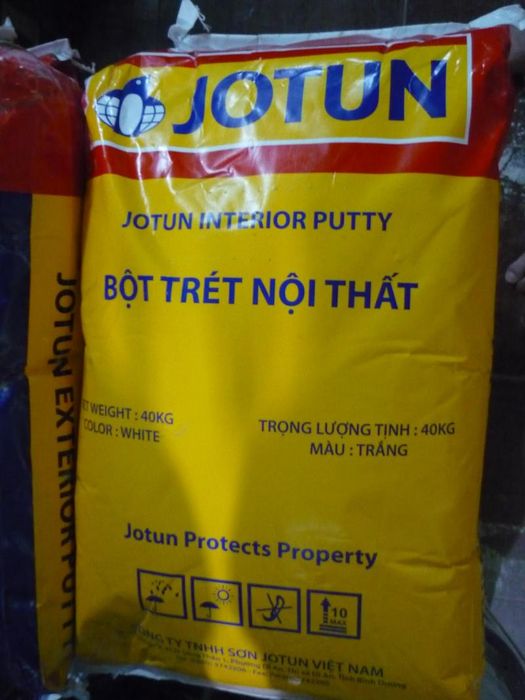 JOTUN
JOTUN INTERIOR PUTTY
BỘT TRÉT NỘI THẤT
JOTUN EXTERIOR PUTTY
ET WEIGHT : 40KG
COLOR : WHITE
TRỌNG LƯỢNG TỊNH : 40KG
MÀU : TRẮNG
Jotun Protects Property
10
MAX
CÔNG TY TNHH SƠN JOTUN VIỆT NAM